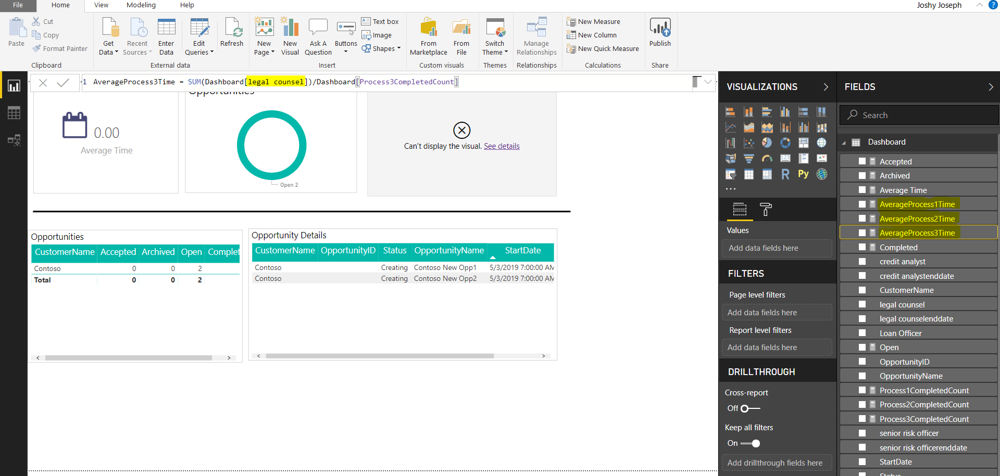 File Home View Modeling Help Joshy Joseph ?
Paste
Cut
Copy
Format Painter
Clipboard
Get Data
Recent Sources
Enter Data
Edit Queries
Refresh
External data
New Page
New Visual
Ask A Question
Buttons
Text box
Image
Shapes
Insert
From Marketplace
From File
Custom visuals
Switch Theme
Themes
Manage Relationships
Relationships
New Measure
New Column
New Quick Measure
Calculations
Publish
Share
1 AverageProcess3Time = SUM(Dashboard[legal counsel])/Dashboard[Process3CompletedCount]
0.00
Average Time
Opportunities
Open 2
Can't display the visual. See details
Opportunities
CustomerName Accepted Archived Open Complet
Contoso 0 0 2
Total 0 0 2
Opportunity Details
CustomerName OpportunityID Status OpportunityName StartDate
Contoso Creating Contoso New Opp1 5/3/2019 7:00:00 AM
Contoso Creating Contoso New Opp2 5/3/2019 7:00:00 AM
VISUALIZATIONS
123
R Py
...
Values
Add data fields here
FILTERS
Page level filters
Add data fields here
Report level filters
Add data fields here
DRILLTHROUGH
Cross-report
Off
Keep all filters
On
Add drillthrough fields here
FIELDS
Search
Dashboard
Accepted
Archived
Average Time
AverageProcess1Time
AverageProcess2Time
AverageProcess3Time
Completed
credit analyst
credit analystenddate
CustomerName
legal counsel
legal counselenddate
Loan Officer
Open
OpportunityID
OpportunityName
Process1CompletedCount
Process2CompletedCount
Process3CompletedCount
senior risk officer
senior risk officerenddate
StartDate
Status